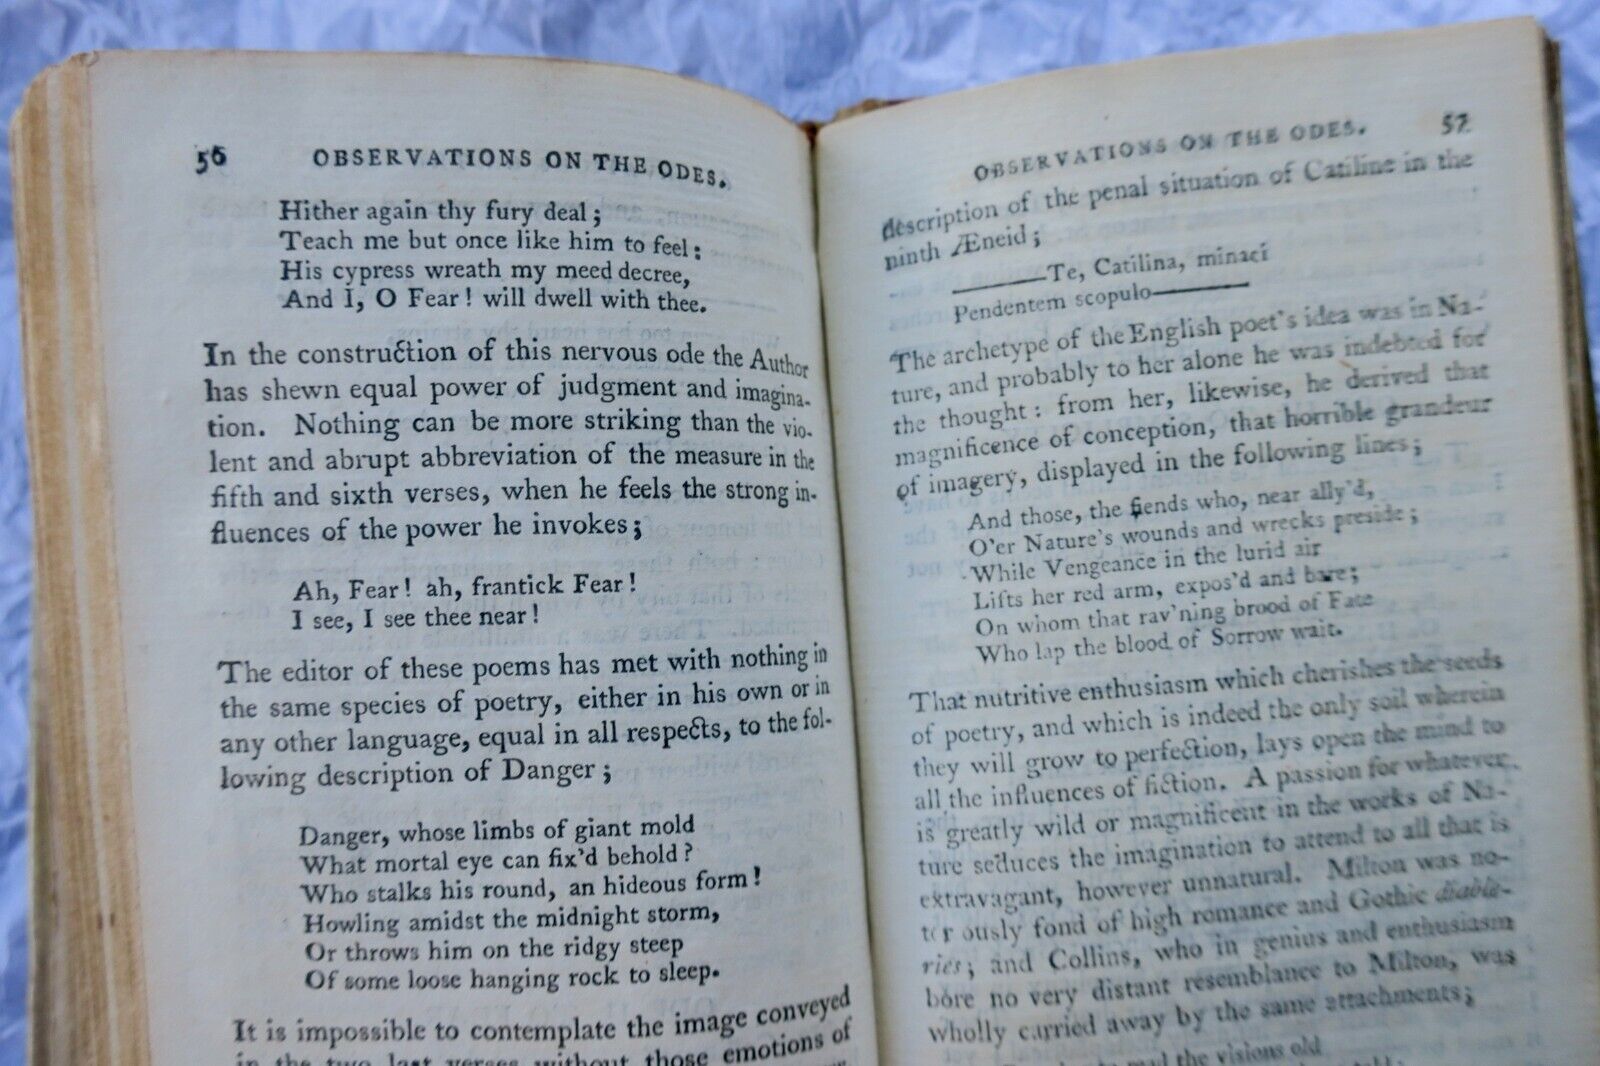 56 OBSERVATIONS ON THE ODES.
Hither again thy fury deal;
Teach me but once like him to feel:
His cypress wreath my meed decree,
And I, O Fear! will dwell with thee.
In the construction of this nervous ode the Author
has shewn equal power of judgment and imagina-
tion. Nothing can be more striking than the vio-
lent and abrupt abbreviation of the measure in the
fifth and sixth verses, when he feels the strong in-
fluences of the power he invokes;
Ah, Fear! ah, frantick Fear!
I see, I see thee near!
The editor of these poems has met with nothing in
the same species of poetry, either in his own or in
any other language, equal in all respects, to the fol-
lowing description of Danger;
Danger, whose limbs of giant mold
What mortal eye can fix'd behold?
Who stalks his round, an hideous form!
Howling amidst the midnight storm,
Or throws him on the ridgy steep
Of some loose hanging rock to sleep.
It is impossible to contemplate the image conveyed
in the two last verses without those emotions of
OBSERVATIONS ON THE ODES. 57
description of the penal situation of Catiline in the
ninth Æneid;
———Te, Catilina, minaci
Pendentem scopulo———
The archetype of the English poet's idea was in Na-
ture, and probably to her alone he was indebted for
the thought: from her, likewise, he derived that
magnificence of conception, that horrible grandeur
of imagery, displayed in the following lines;
And those, the fiends who, near ally'd,
O'er Nature's wounds and wrecks preside;
While Vengeance in the lurid air
Lifts her red arm, expos'd and bare;
On whom that rav'ning brood of Fate
Who lap the blood of Sorrow wait.
That nutritive enthusiasm which cherishes the seeds
of poetry, and which is indeed the only soil wherein
they will grow to perfection, lays open the mind to
all the influences of fiction. A passion for whatever
is greatly wild or magnificent in the works of Na-
ture seduces the imagination to attend to all that is
extravagant, however unnatural. Milton was no-
toriously fond of high romance and Gothic diable-
ries; and Collins, who in genius and enthusiasm
bore no very distant resemblance to Milton, was
wholly carried away by the same attachments;
the visions old